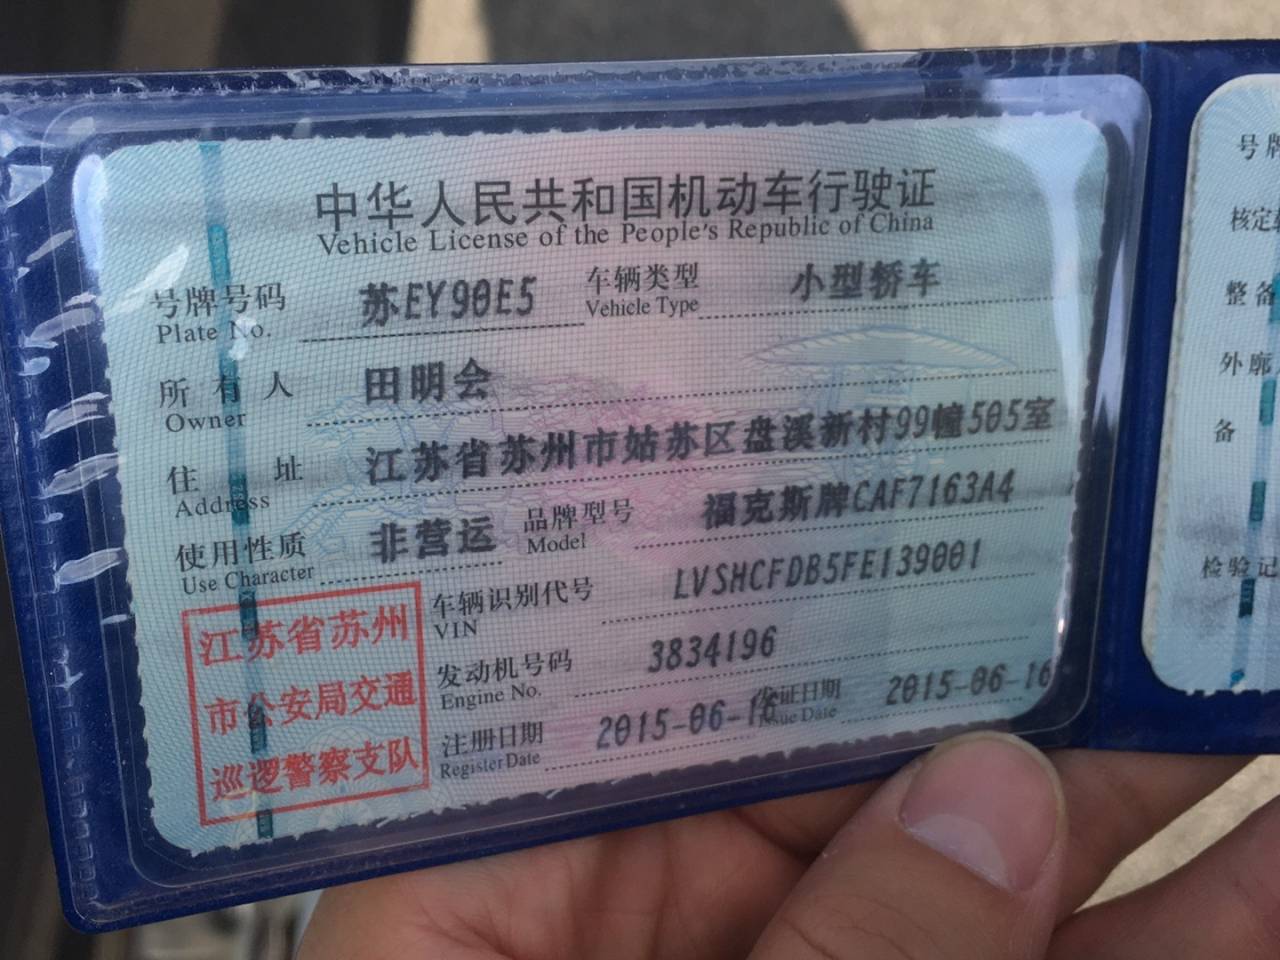 中华人民共和国机动车行驶证
Vehicle License of the People's Republic of China
号牌号码 苏EY90E5 车辆类型 小型轿车
Plate No. Vehicle Type
所有人 田明会
Owner
住址 江苏省苏州市姑苏区盘溪新村99幢505室
Address
使用性质 非营运 品牌型号 福克斯牌CAF7163A4
Use Character Model
车辆识别代号 LVSHCFDB5FE139001
VIN
发动机号码 3834196
Engine No.
注册日期 2015-06-16 发证日期 2015-06-16
Register Date Issue Date
江苏省苏州
市公安局交通
巡逻警察支队
号牌
核定
整备
外廓
备
检验记